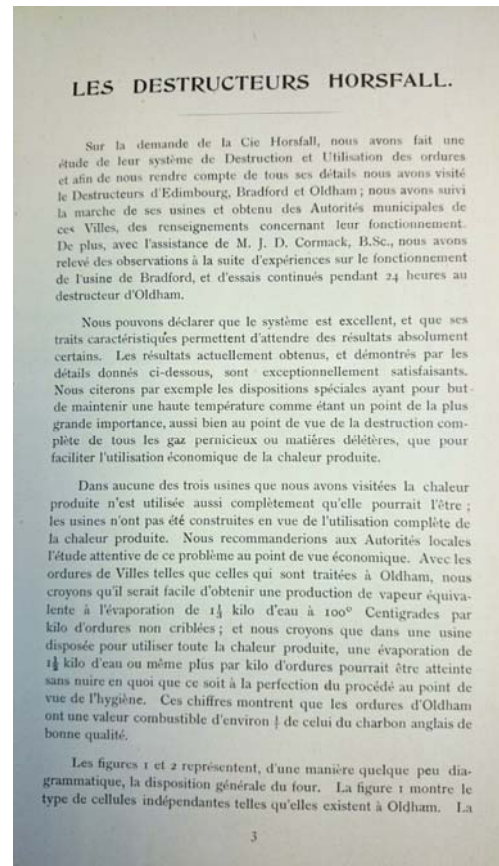 LES DESTRUCTEURS HORSFALL.
Sur la demande de la Cie Horsfall, nous avons fait une
étude de leur système de Destruction et Utilisation des ordures
et afin de nous rendre compte de tous ses détails nous avons visité
le Destructeurs d'Edimbourg, Bradford et Oldham; nous avons suivi
la marche de ses usines et obtenu des Autorités municipales de
ces Villes, des renseignements concernant leur fonctionnement.
De plus, avec l'assistance de M. J. D. Cormack, B.Sc., nous avons
relevé des observations à la suite d'expériences sur le fonctionnement
de l'usine de Bradford, et d'essais continués pendant 24 heures au
destructeur d'Oldham.
Nous pouvons déclarer que le système est excellent, et que ses
traits caractéristiques permettent d'attendre des résultats absolument
certains. Les résultats actuellement obtenus, et démontrés par les
détails donnés ci-dessous, sont exceptionnellement satisfaisants.
Nous citerons par exemple les dispositions spéciales ayant pour but
de maintenir une haute température comme étant un point de la plus
grande importance, aussi bien au point de vue de la destruction com-
plète de tous les gaz pernicieux ou matières délétères, que pour
faciliter l'utilisation économique de la chaleur produite.
Dans aucune des trois usines que nous avons visitées la chaleur
produite n'est utilisée aussi complètement qu'elle pourrait l'être;
les usines n'ont pas été construites en vue de l'utilisation complète de
la chaleur produite. Nous recommanderions aux Autorités locales
l'étude attentive de ce problème au point de vue économique. Avec les
ordures de Villes telles que celles qui sont traitées à Oldham, nous
croyons qu'il serait facile d'obtenir une production de vapeur équiva-
lente à l'évaporation de kilo d'eau à 100° Centigrades par
kilo d'ordures non criblées; et nous croyons que dans une usine
disposée pour utiliser toute la chaleur produite, une évaporation de
kilo d'eau ou même plus par kilo d'ordures pourrait être atteinte
sans nuire en quoi que ce soit à la perfection du procédé au point de
vue de l'hygiène. Ces chiffres montrent que les ordures d'Oldham
ont une valeur combustible d'environ de celui du charbon anglais de
bonne qualité.
Les figures 1 et 2 représentent, d'une manière quelque peu dia-
grammatique, la disposition générale du four. La figure 1 montre le
type de cellules indépendantes telles qu'elles existent à Oldham. La
3